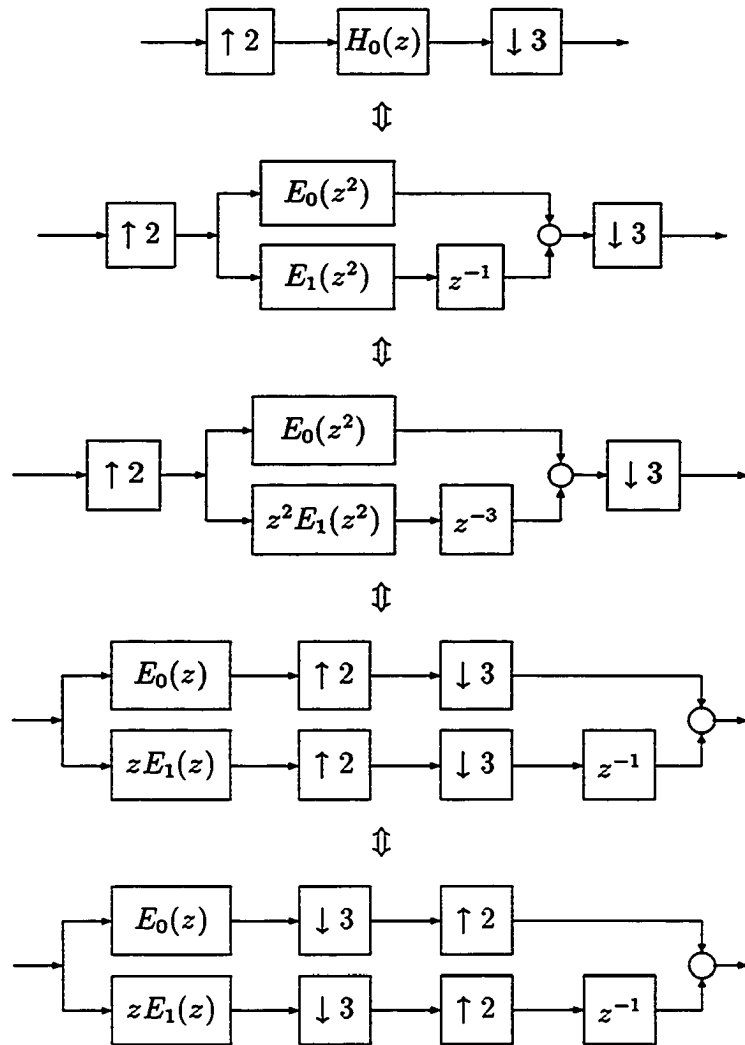 ↑ 2 H₀(z) ↓ 3
⇕
E₀(z²)
↑ 2 ↓ 3
E₁(z²) z⁻¹
⇕
E₀(z²)
↑ 2 ↓ 3
z²E₁(z²) z⁻³
⇕
E₀(z) ↑ 2 ↓ 3
zE₁(z) ↑ 2 ↓ 3 z⁻¹
⇕
E₀(z) ↓ 3 ↑ 2
zE₁(z) ↓ 3 ↑ 2 z⁻¹